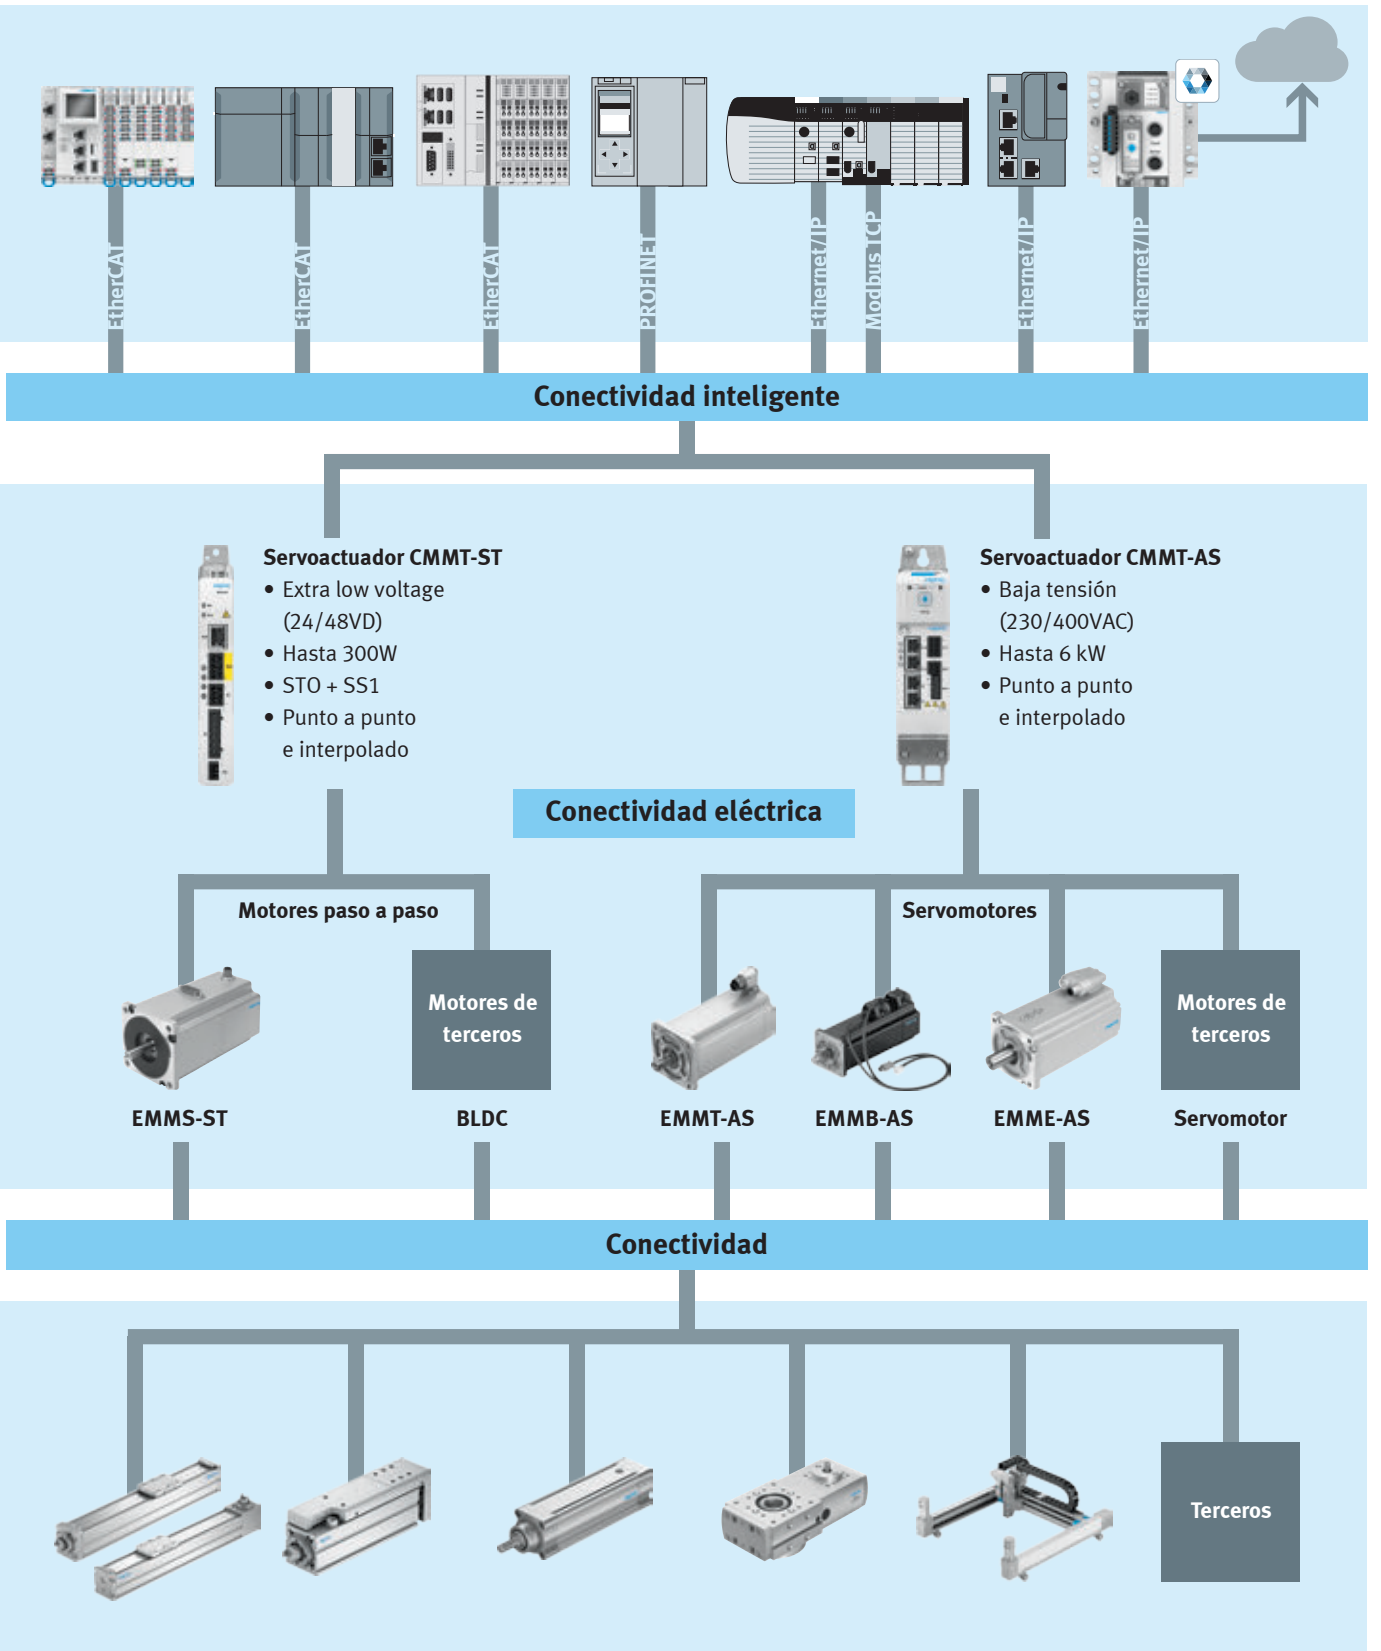 EtherCAT
EtherCAT
EtherCAT
PROFINET
Ethernet/IP
Modbus TCP
Ethernet/IP
Ethernet/IP
Conectividad inteligente
Servoactuador CMMT-ST
• Extra low voltage
(24/48VD)
• Hasta 300W
• STO + SS1
• Punto a punto
e interpolado
Servoactuador CMMT-AS
• Baja tensión
(230/400VAC)
• Hasta 6 kW
• Punto a punto
e interpolado
Conectividad eléctrica
Motores paso a paso
Servomotores
Motores de
terceros
Motores de
terceros
EMMS-ST
BLDC
EMMT-AS
EMMB-AS
EMME-AS
Servomotor
Conectividad
Terceros